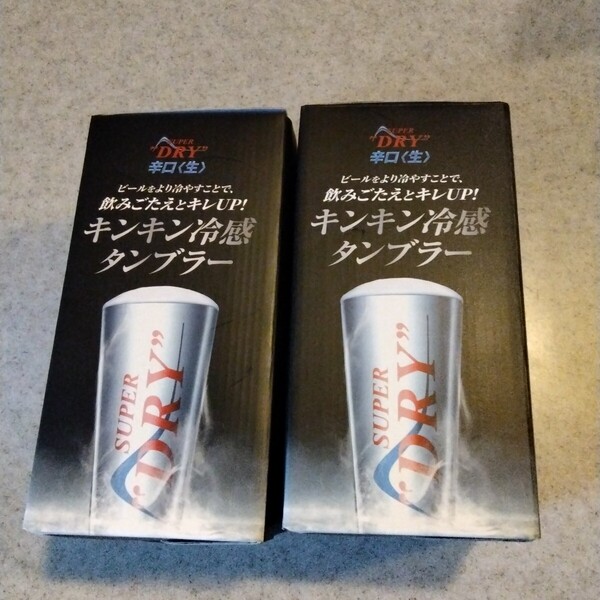 SUPER
"DRY"
辛口〈生〉
ビールをより冷やすことで、
飲みごたえとキレUP!
キンキン冷感
タンブラー
SUPER
"DRY"
SUPER
"DRY"
辛口〈生〉
ビールをより冷やすことで、
飲みごたえとキレUP!
キンキン冷感
タンブラー
SUPER
"DRY"